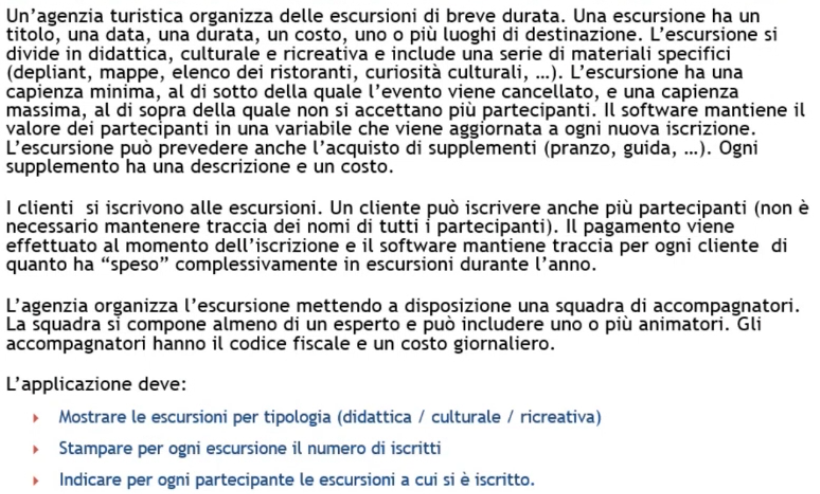 Un'agenzia turistica organizza delle escursioni di breve durata. Una escursione ha un
titolo, una data, una durata, un costo, uno o più luoghi di destinazione. L'escursione si
divide in didattica, culturale e ricreativa e include una serie di materiali specifici
(depliant, mappe, elenco dei ristoranti, curiosità culturali, …). L'escursione ha una
capienza minima, al di sotto della quale l'evento viene cancellato, e una capienza
massima, al di sopra della quale non si accettano più partecipanti. Il software mantiene il
valore dei partecipanti in una variabile che viene aggiornata a ogni nuova iscrizione.
L'escursione può prevedere anche l'acquisto di supplementi (pranzo, guida, …). Ogni
supplemento ha una descrizione e un costo.
I clienti si iscrivono alle escursioni. Un cliente può iscrivere anche più partecipanti (non è
necessario mantenere traccia dei nomi di tutti i partecipanti). Il pagamento viene
effettuato al momento dell'iscrizione e il software mantiene traccia per ogni cliente di
quanto ha “speso” complessivamente in escursioni durante l'anno.
L'agenzia organizza l'escursione mettendo a disposizione una squadra di accompagnatori.
La squadra si compone almeno di un esperto e può includere uno o più animatori. Gli
accompagnatori hanno il codice fiscale e un costo giornaliero.
L'applicazione deve:
Mostrare le escursioni per tipologia (didattica / culturale / ricreativa)
Stampare per ogni escursione il numero di iscritti
Indicare per ogni partecipante le escursioni a cui si è iscritto.